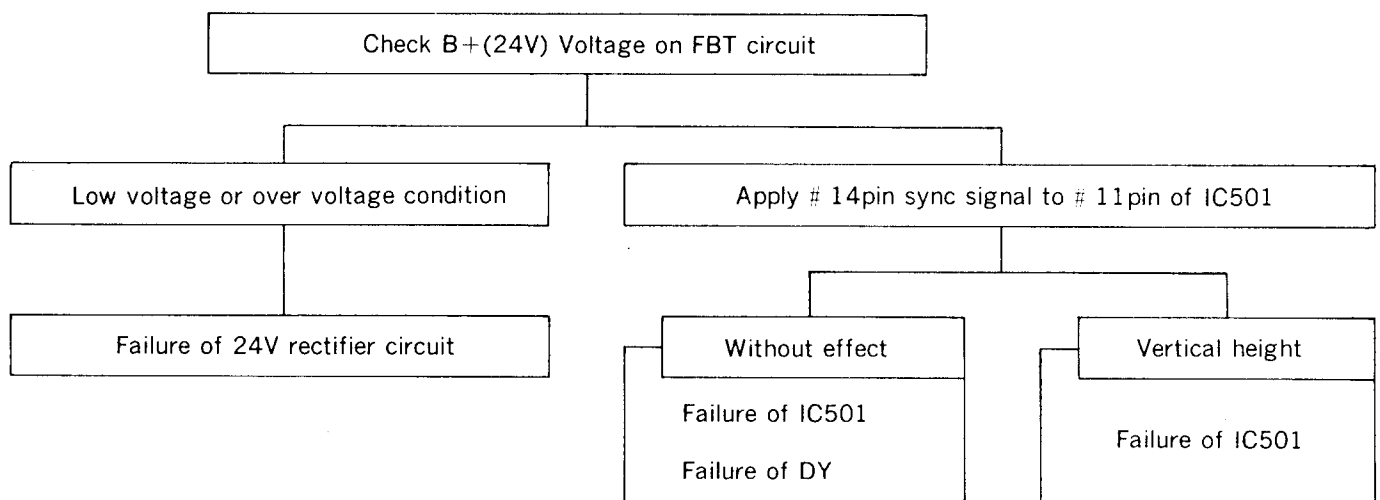 Check B+(24V) Voltage on FBT circuit
Low voltage or over voltage condition
Apply # 14pin sync signal to # 11pin of IC501
Failure of 24V rectifier circuit
Without effect
Vertical height
Failure of IC501
Failure of IC501
Failure of DY